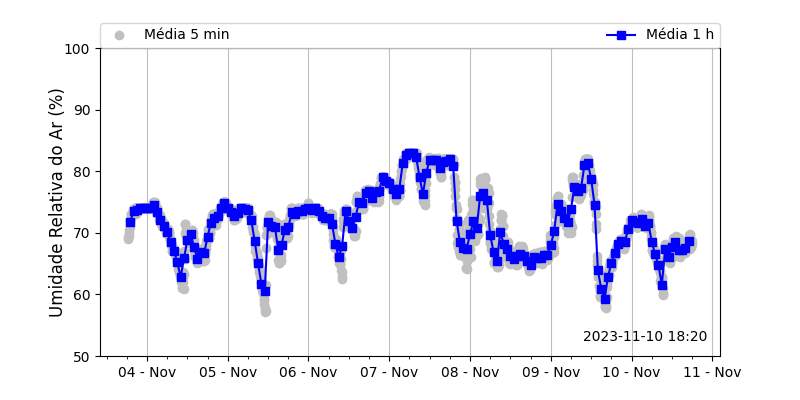 Média 5 min
Média 1 h
100
90
80
70
60
50
Umidade Relativa do Ar (%)
2023-11-10 18:20
04 - Nov
05 - Nov
06 - Nov
07 - Nov
08 - Nov
09 - Nov
10 - Nov
11 - Nov